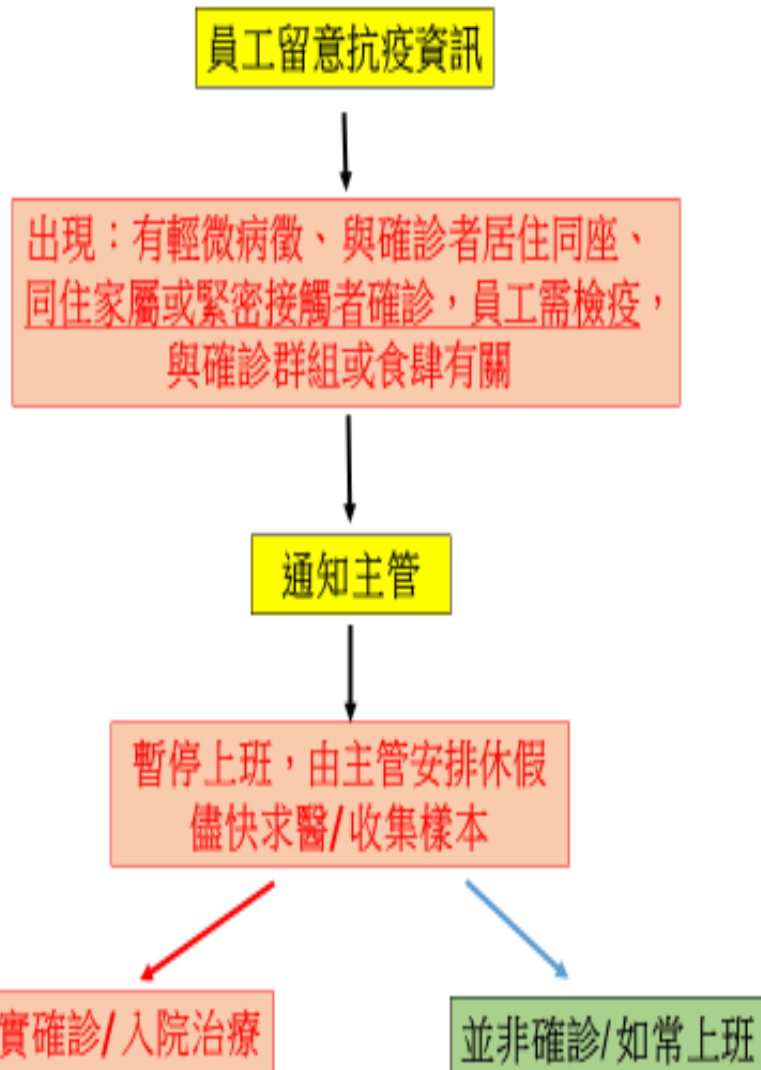 員工留意抗疫資訊
出現：有輕微病徵、與確診者居住同座、
同住家屬或緊密接觸者確診，員工需檢疫，
與確診群組或食肆有關
通知主管
暫停上班，由主管安排休假
儘快求醫/收集樣本
實確診/入院治療
並非確診/如常上班